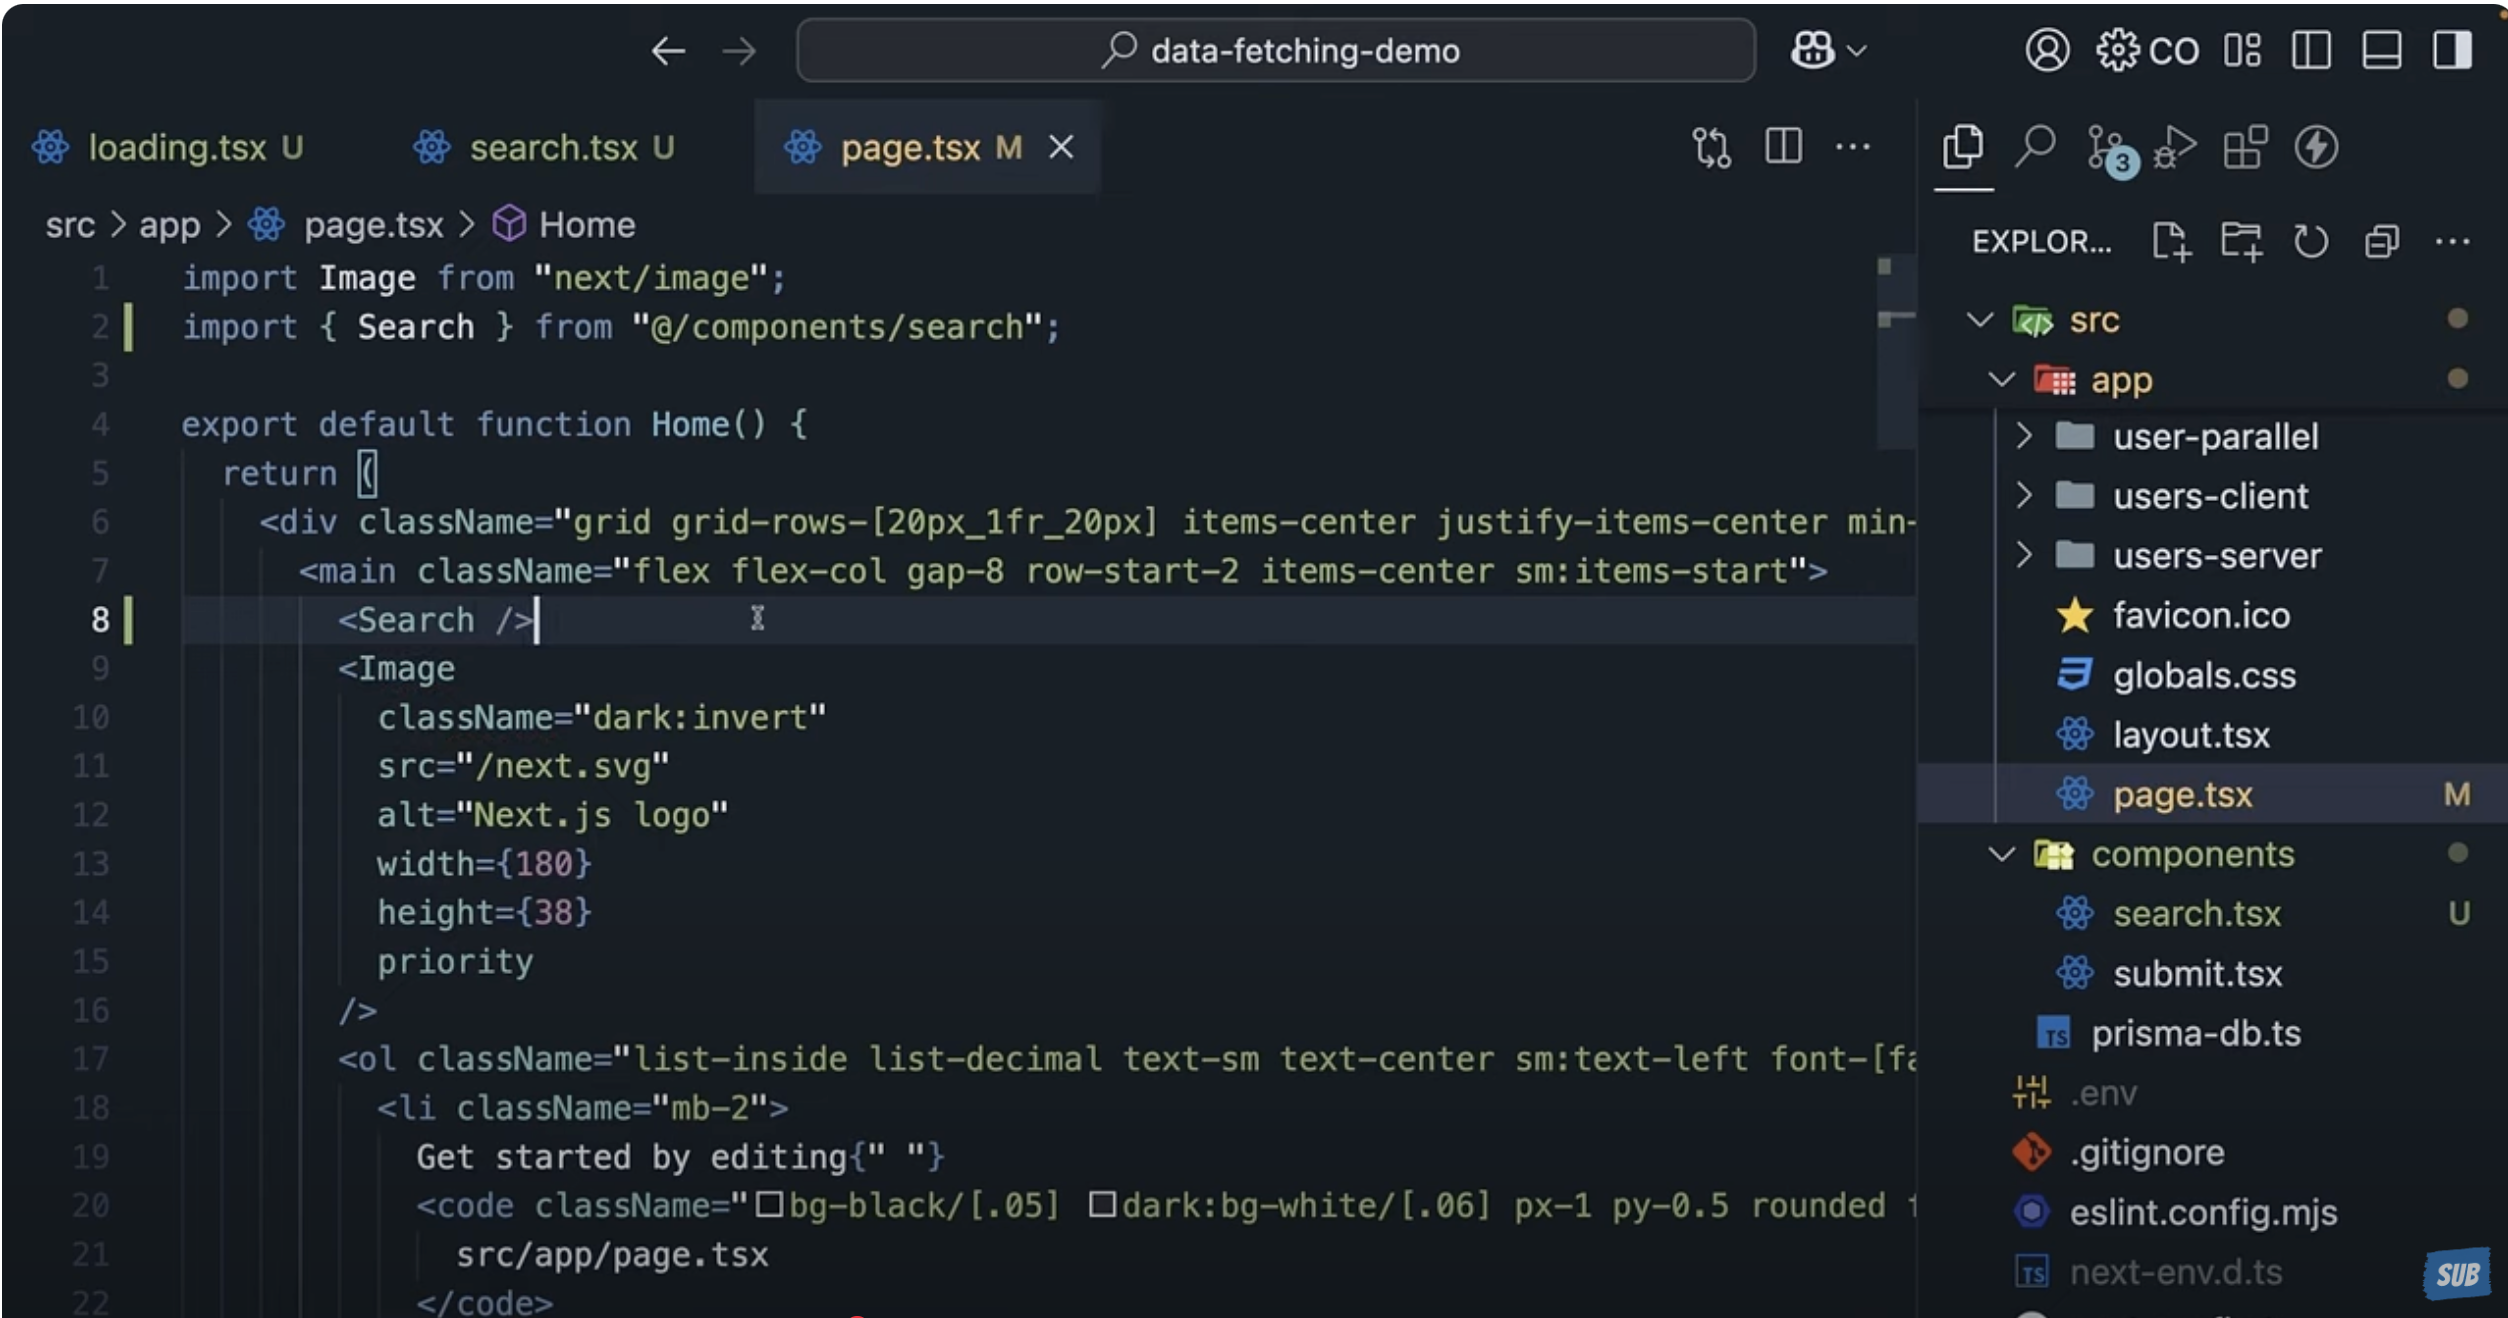 data-fetching-demo
CO
loading.tsx U
search.tsx U
page.tsx M
3
src > app > page.tsx > Home
1 import Image from "next/image";
2 import { Search } from "@/components/search";
3
4 export default function Home() {
5 return (
6 <div className="grid grid-rows-[20px_1fr_20px] items-center justify-items-center min-
7 <main className="flex flex-col gap-8 row-start-2 items-center sm:items-start">
8 <Search />
9 <Image
10 className="dark:invert"
11 src="/next.svg"
12 alt="Next.js logo"
13 width={180}
14 height={38}
15 priority
16 />
17 <ol className="list-inside list-decimal text-sm text-center sm:text-left font-[fa
18 <li className="mb-2">
19 Get started by editing{" "}
20 <code className="bg-black/[.05] dark:bg-white/[.06] px-1 py-0.5 rounded f
21 src/app/page.tsx
22 </code>
EXPLOR...
src
app
user-parallel
users-client
users-server
favicon.ico
globals.css
layout.tsx
page.tsx M
components
search.tsx U
submit.tsx
TS prisma-db.ts
.env
.gitignore
eslint.config.mjs
TS next-env.d.ts
SUB